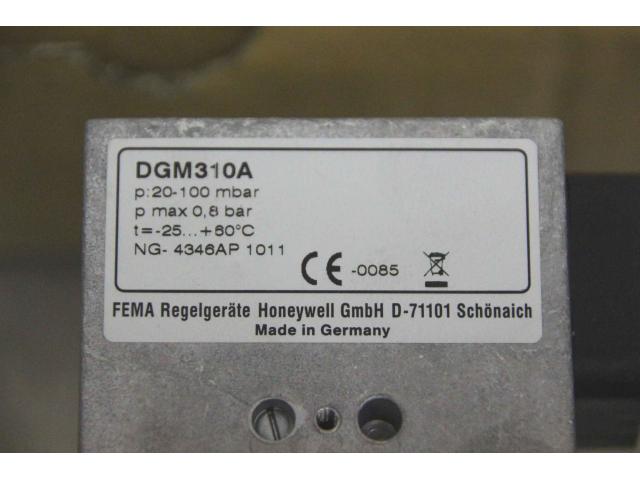 DGM310A
p:20-100 mbar
p max 0,8 bar
t=-25...+60°C
NG- 4346AP 1011
CE -0085
FEMA Regelgeräte Honeywell GmbH D-71101 Schönaich
Made in Germany